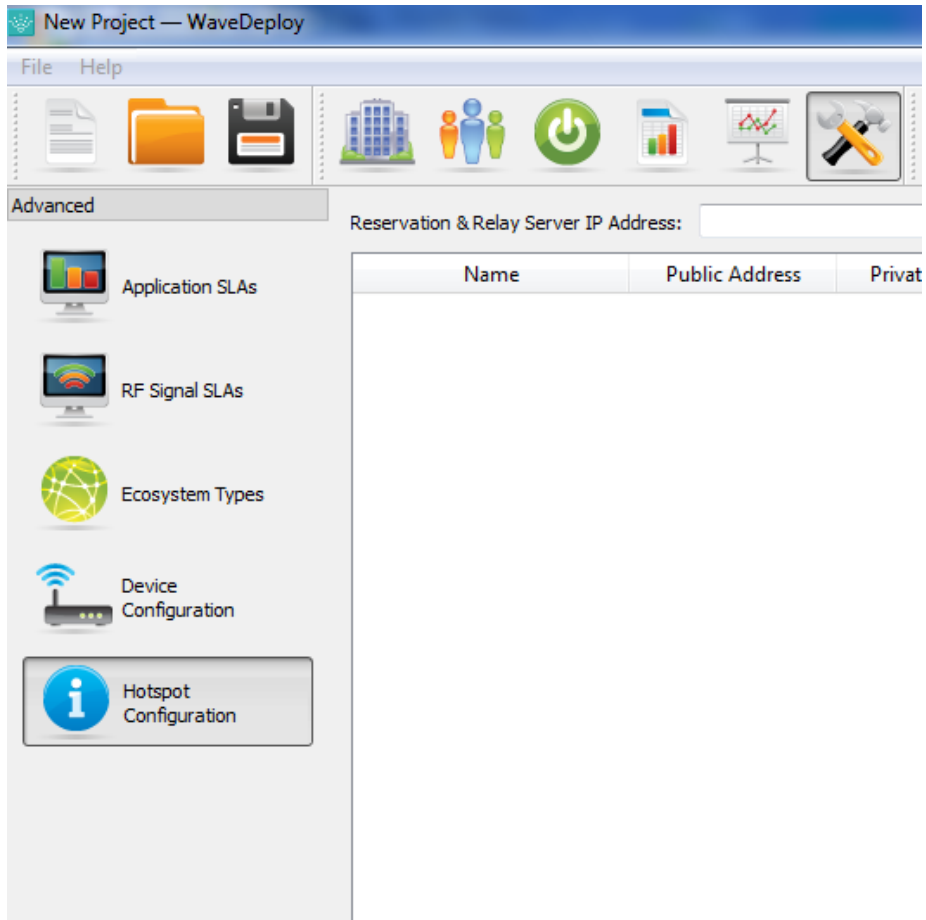 New Project — WaveDeploy
File Help
Advanced
Reservation & Relay Server IP Address:
Name Public Address Privat
Application SLAs
RF Signal SLAs
Ecosystem Types
Device
Configuration
Hotspot
Configuration